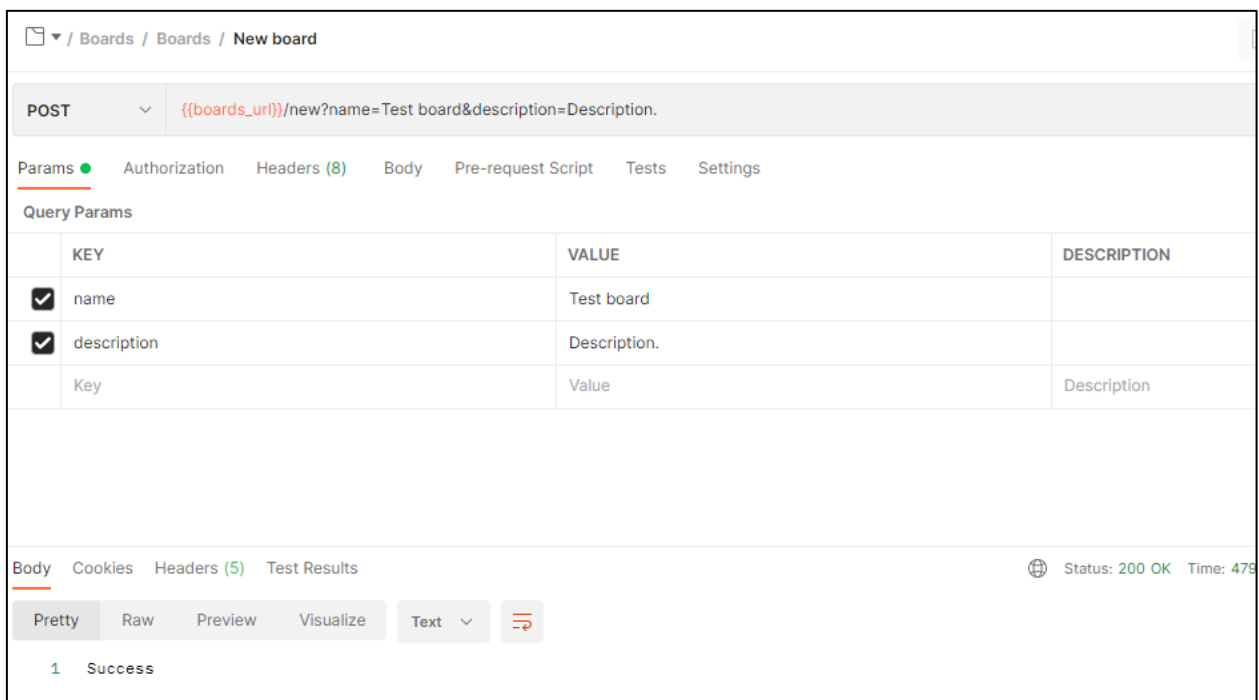 / Boards / Boards / New board
POST {{boards_url}}/new?name=Test board&description=Description.
Params Authorization Headers (8) Body Pre-request Script Tests Settings
Query Params
KEY VALUE DESCRIPTION
name Test board
description Description.
Key Value Description
Body Cookies Headers (5) Test Results Status: 200 OK Time: 479
Pretty Raw Preview Visualize Text
1 Success